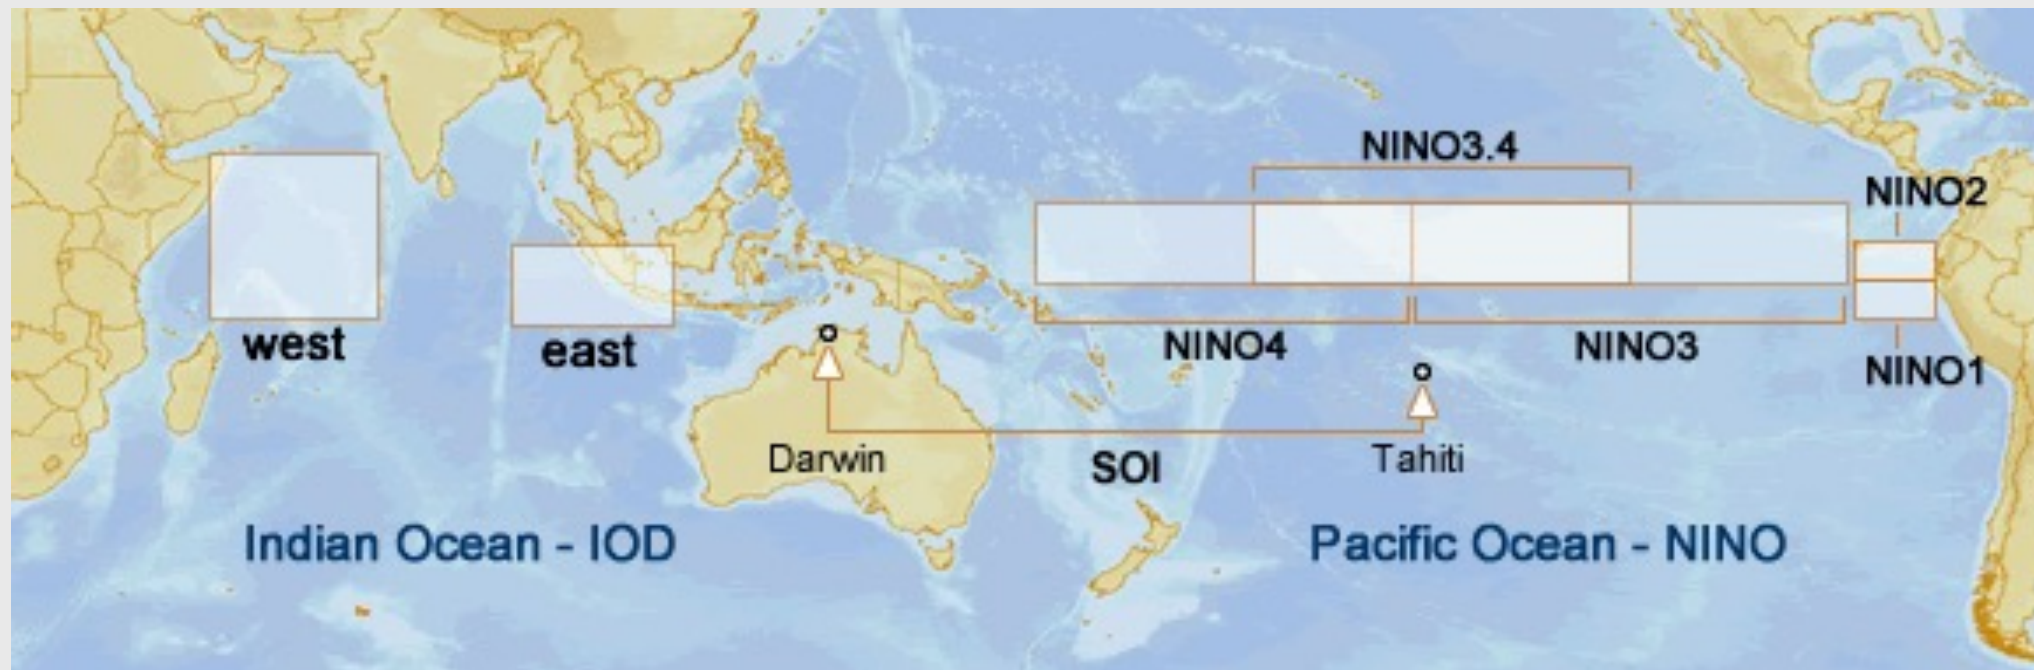 NINO3.4
NINO2
west
east
NINO4
NINO3
NINO1
Darwin
SOI
Tahiti
Indian Ocean - IOD
Pacific Ocean - NINO